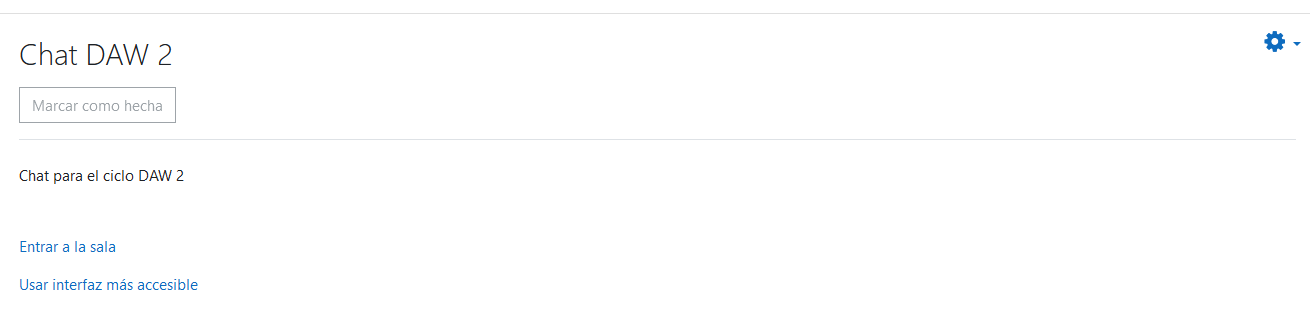 Chat DAW 2
Marcar como hecha
Chat para el ciclo DAW 2
Entrar a la sala
Usar interfaz más accesible